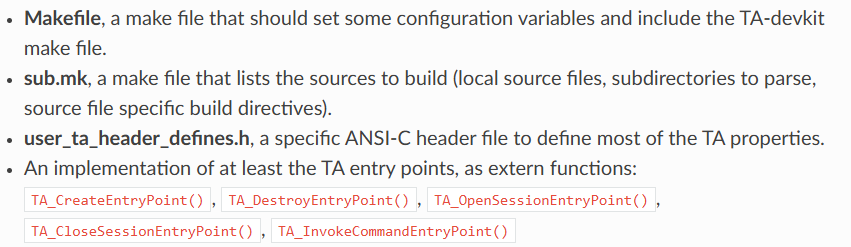 • Makefile, a make file that should set some configuration variables and include the TA-devkit
make file.
• sub.mk, a make file that lists the sources to build (local source files, subdirectories to parse,
source file specific build directives).
• user_ta_header_defines.h, a specific ANSI-C header file to define most of the TA properties.
• An implementation of at least the TA entry points, as extern functions:
TA_CreateEntryPoint() , TA_DestroyEntryPoint() , TA_OpenSessionEntryPoint() ,
TA_CloseSessionEntryPoint() , TA_InvokeCommandEntryPoint()